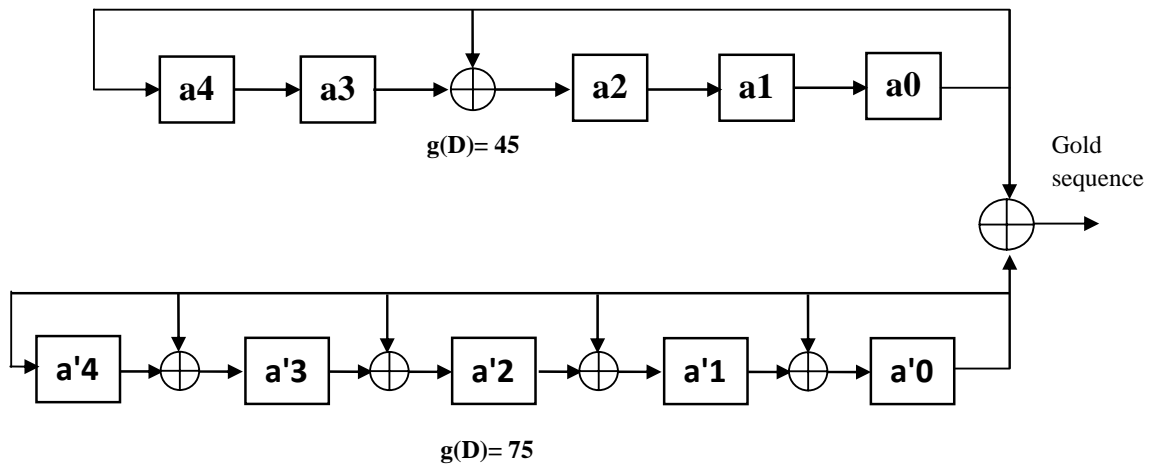 a4 a3 a2 a1 a0
g(D)= 45
Gold
sequence
a'4 a'3 a'2 a'1 a'0
g(D)= 75